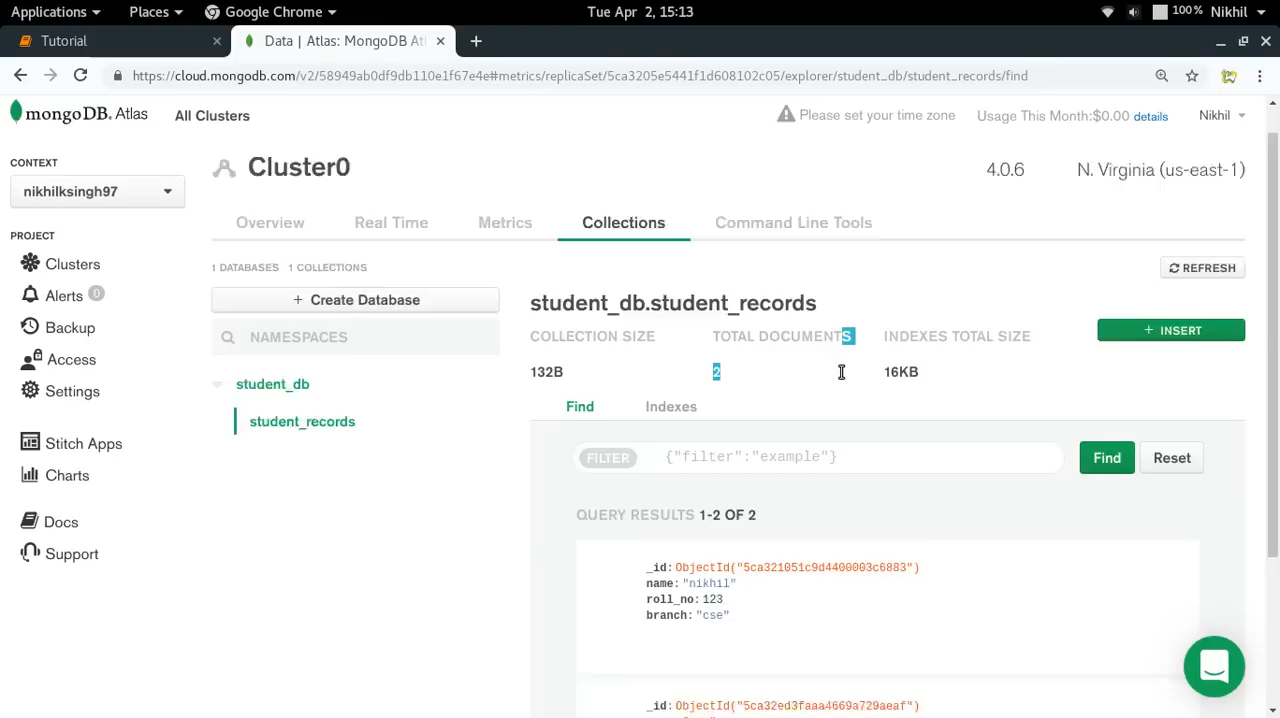 Applications Places Google Chrome Tue Apr 2, 15:13 100% Nikhil
Tutorial Data | Atlas: MongoDB Atl
https://cloud.mongodb.com/v2/58949ab0df9db110e1f67e4e#metrics/replicaSet/5ca3205e5441f1d608102c05/explorer/student_db/student_records/find
mongoDB. Atlas All Clusters Please set your time zone Usage This Month:$0.00 details Nikhil
CONTEXT
nikhilksingh97
Cluster0 4.0.6 N. Virginia (us-east-1)
Overview Real Time Metrics Collections Command Line Tools
PROJECT
Clusters
Alerts 0
Backup
Access
Settings
Stitch Apps
Charts
Docs
Support
1 DATABASES 1 COLLECTIONS
REFRESH
+ Create Database
NAMESPACES
student_db
student_records
student_db.student_records
COLLECTION SIZE TOTAL DOCUMENTS INDEXES TOTAL SIZE
+ INSERT
132B 2 16KB
Find Indexes
FILTER {"filter":"example"} Find Reset
QUERY RESULTS 1-2 OF 2
_id: ObjectId("5ca321051c9d4400003c6883")
name: "nikhil"
roll_no: 123
branch: "cse"
_id: ObjectId("5ca32ed3faaa4669a729aeaf")